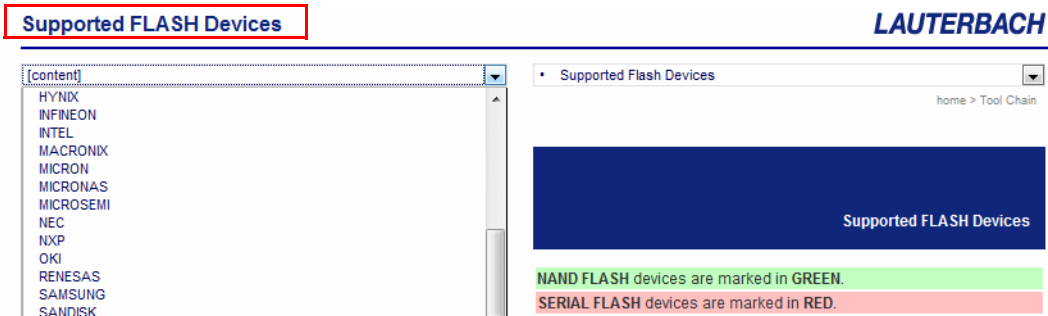 Supported FLASH Devices
LAUTERBACH
[content]
HYNIX
INFINEON
INTEL
MACRONIX
MICRON
MICRONAS
MICROSEMI
NEC
NXP
OKI
RENESAS
SAMSUNG
SANDISK
• Supported Flash Devices
home > Tool Chain
Supported FLASH Devices
NAND FLASH devices are marked in GREEN.
SERIAL FLASH devices are marked in RED.